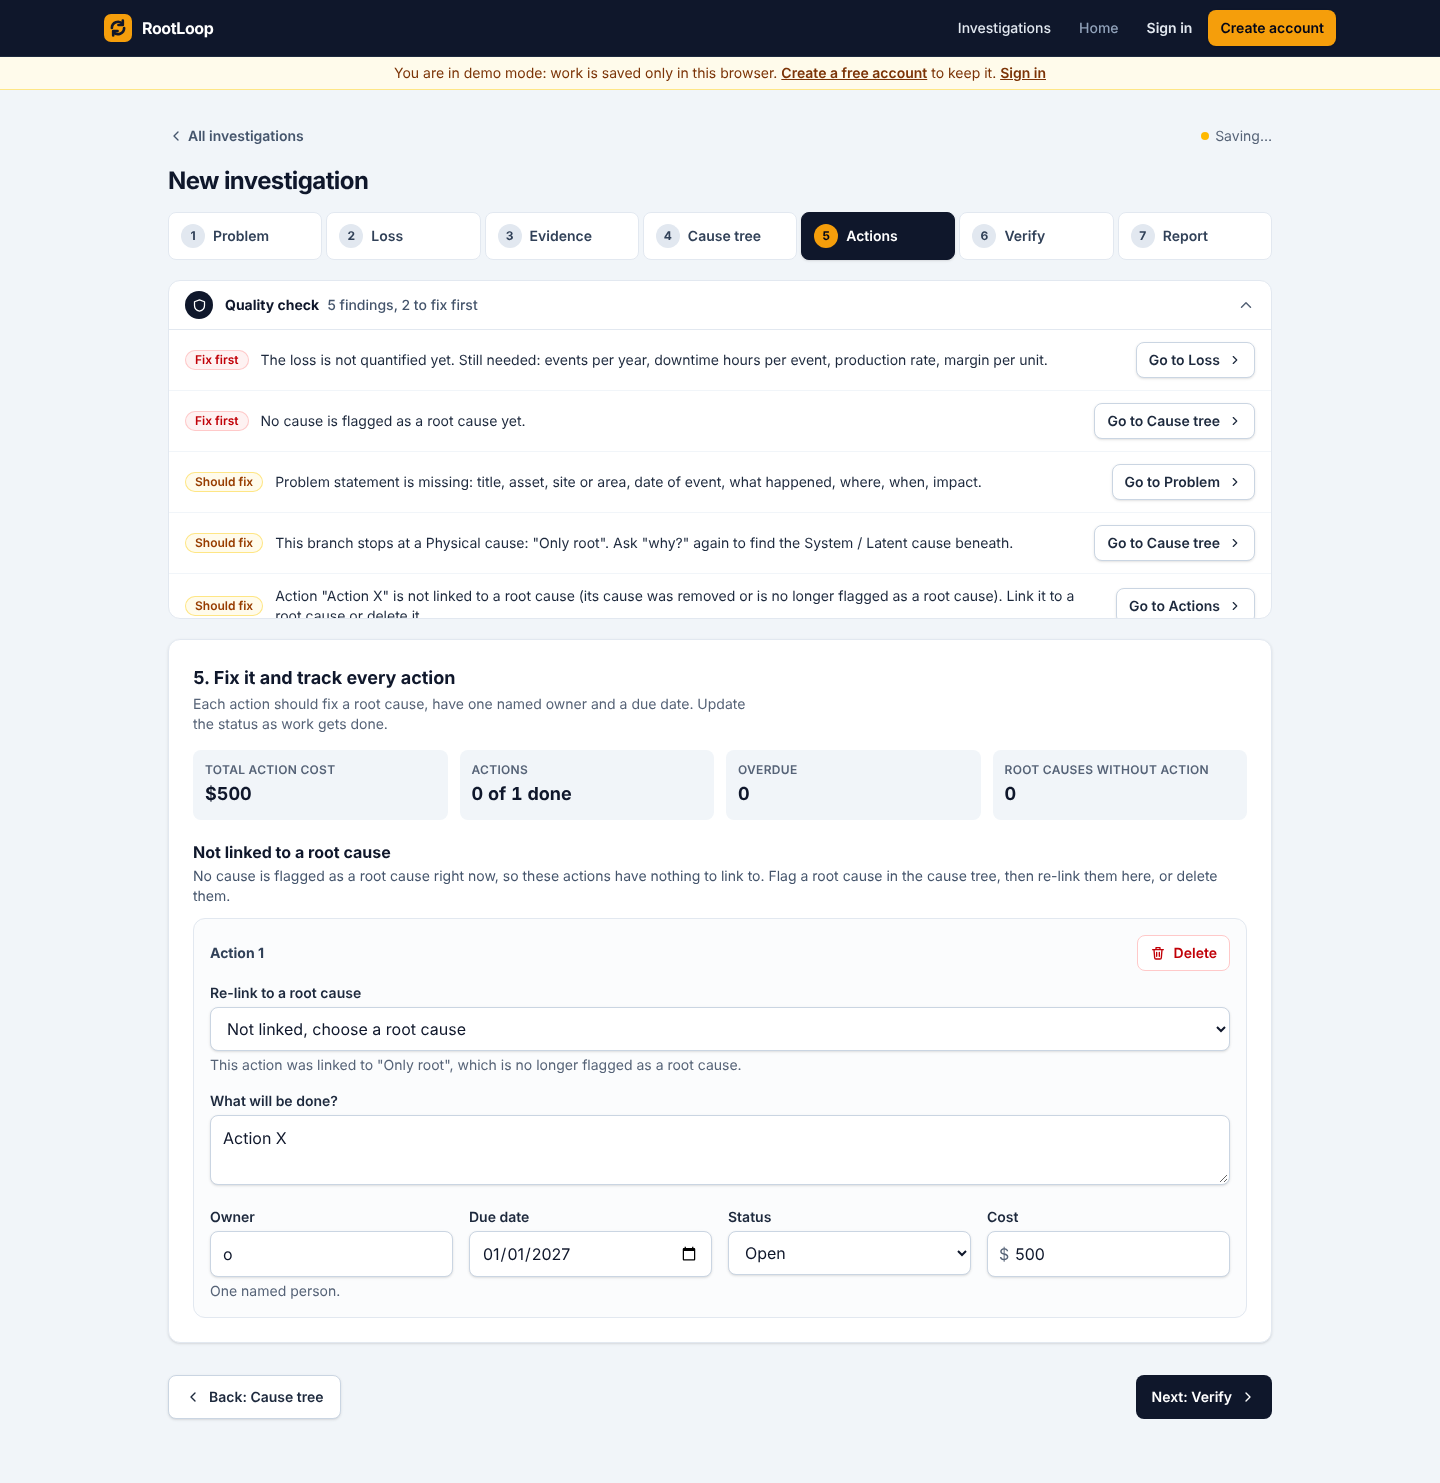 RootLoop
Investigations
Home
Sign in
Create account
You are in demo mode: work is saved only in this browser. Create a free account to keep it. Sign in
All investigations
Saving...
New investigation
1 Problem
2 Loss
3 Evidence
4 Cause tree
5 Actions
6 Verify
7 Report
Quality check 5 findings, 2 to fix first
Fix first The loss is not quantified yet. Still needed: events per year, downtime hours per event, production rate, margin per unit. Go to Loss
Fix first No cause is flagged as a root cause yet. Go to Cause tree
Should fix Problem statement is missing: title, asset, site or area, date of event, what happened, where, when, impact. Go to Problem
Should fix This branch stops at a Physical cause: "Only root". Ask "why?" again to find the System / Latent cause beneath. Go to Cause tree
Should fix Action "Action X" is not linked to a root cause (its cause was removed or is no longer flagged as a root cause). Link it to a
root cause or delete it
Go to Actions
5. Fix it and track every action
Each action should fix a root cause, have one named owner and a due date. Update
the status as work gets done.
TOTAL ACTION COST
$500
ACTIONS
0 of 1 done
OVERDUE
0
ROOT CAUSES WITHOUT ACTION
0
Not linked to a root cause
No cause is flagged as a root cause right now, so these actions have nothing to link to. Flag a root cause in the cause tree, then re-link them here, or delete
them.
Action 1
Delete
Re-link to a root cause
Not linked, choose a root cause
This action was linked to "Only root", which is no longer flagged as a root cause.
What will be done?
Action X
Owner
o
One named person.
Due date
01/01/2027
Status
Open
Cost
$ 500
Back: Cause tree
Next: Verify